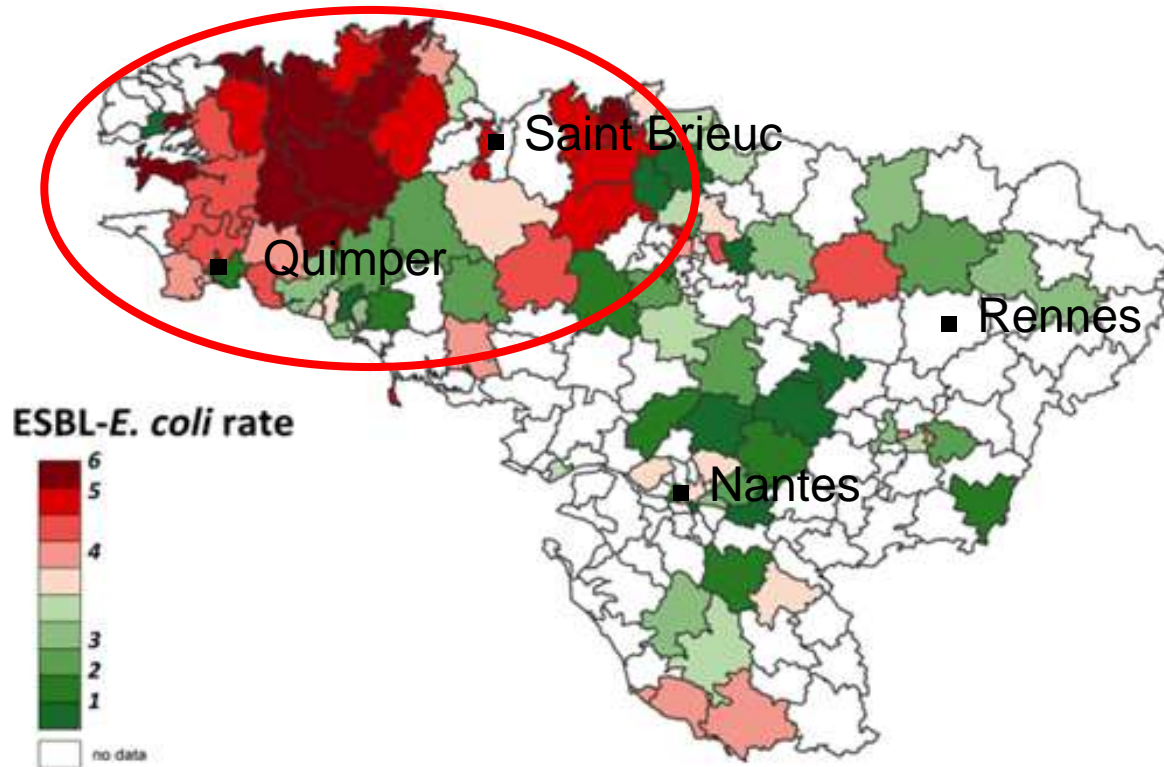 Saint Brieuc
Quimper
Rennes
ESBL-E. coli rate
6
5
4
3
2
1
no data
Nantes